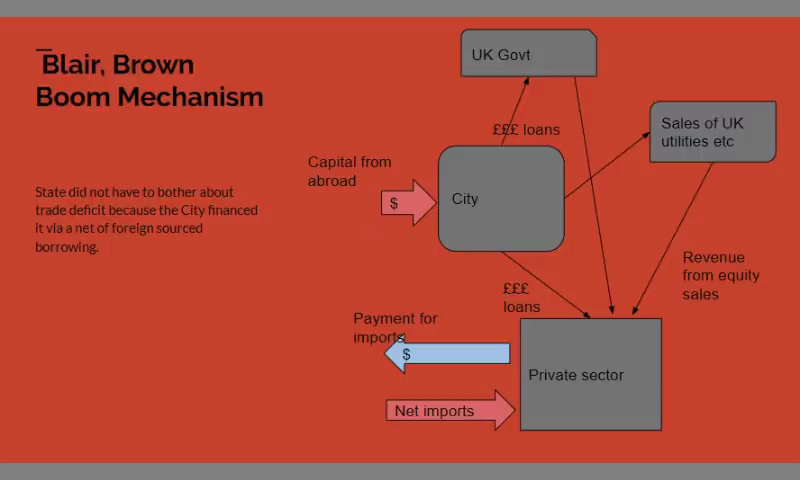 Blair, Brown
Boom Mechanism
State did not have to bother about
trade deficit because the City financed
it via a net of foreign sourced
borrowing.
UK Govt
£££ loans
Sales of UK
utilities etc
Capital from
abroad
$
City
£££
loans
Revenue
from equity
sales
Payment for
imports
$
Private sector
Net imports